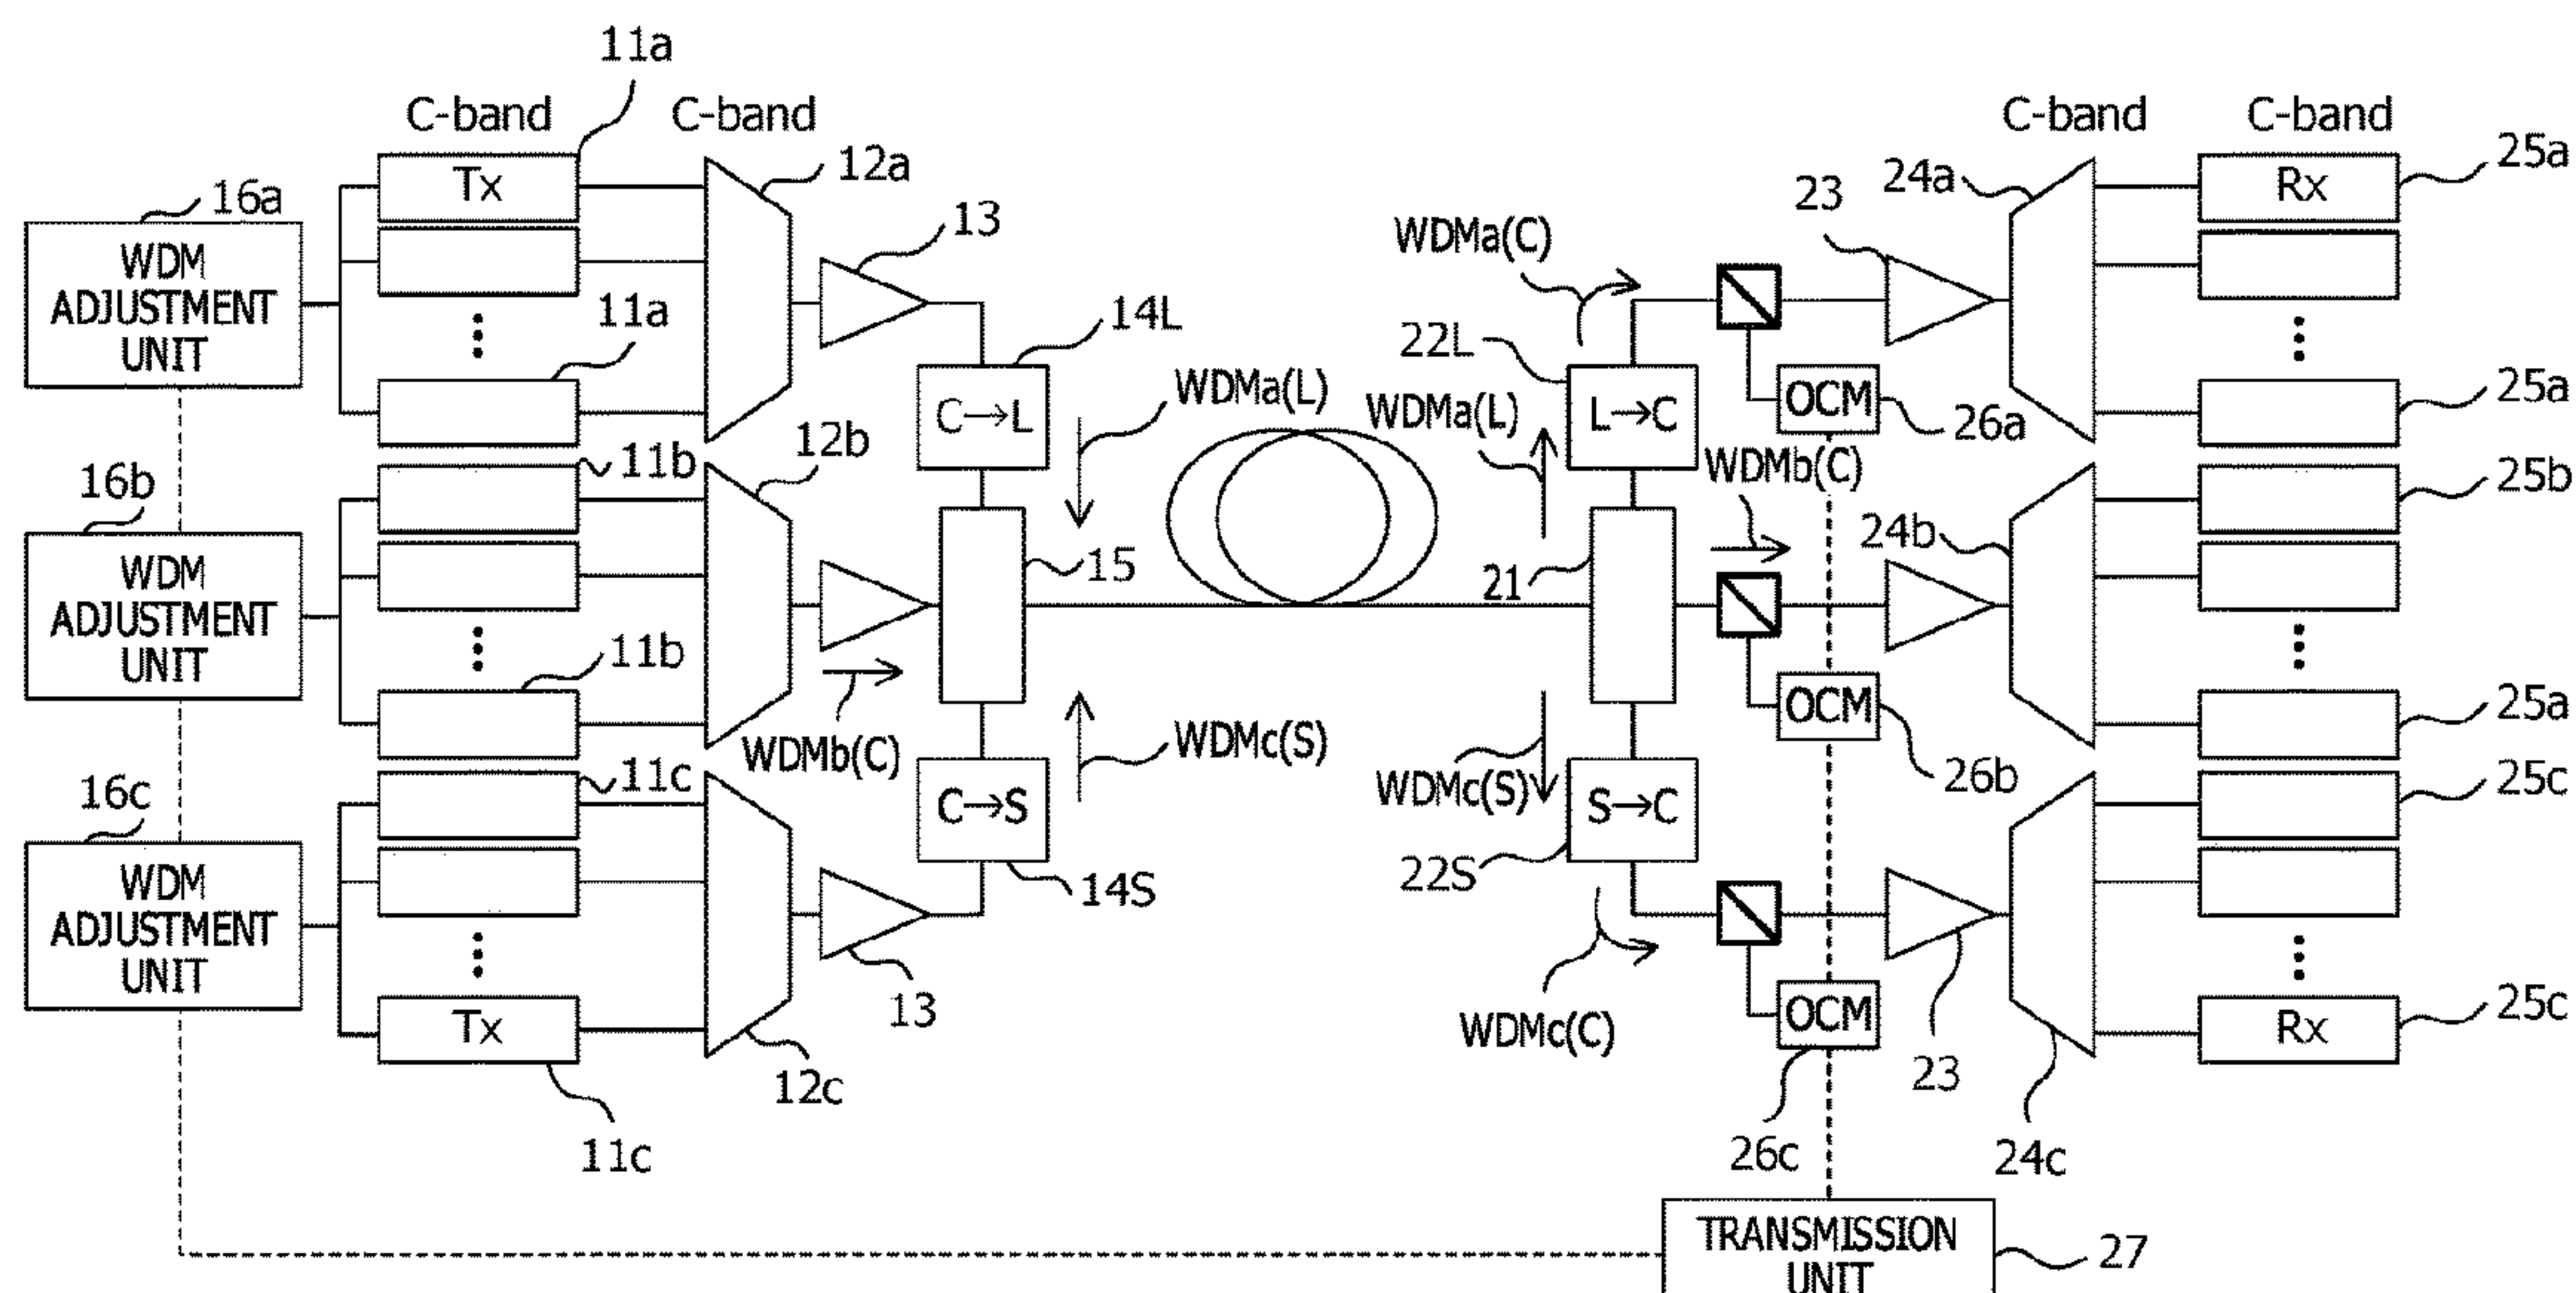 11a
C-band
C-band
C-band
C-band
Tx
12a
24a
Rx
25a
16a
WDM
ADJUSTMENT
UNIT
13
WDMa(C)
23
11a
14L
22L
C→L
WDMa(L)
WDMa(L)
L→C
OCM
26a
25a
11b
12b
WDMb(C)
25b
16b
WDM
ADJUSTMENT
UNIT
15
21
24b
11b
WDMb(C)
WDMc(S)
OCM
26b
25a
11c
16c
C→S
WDMc(S)
S→C
25c
WDM
ADJUSTMENT
UNIT
14S
22S
Tx
13
WDMc(C)
OCM
23
Rx
25c
12c
11c
26c
24c
TRANSMISSION
UNIT
27